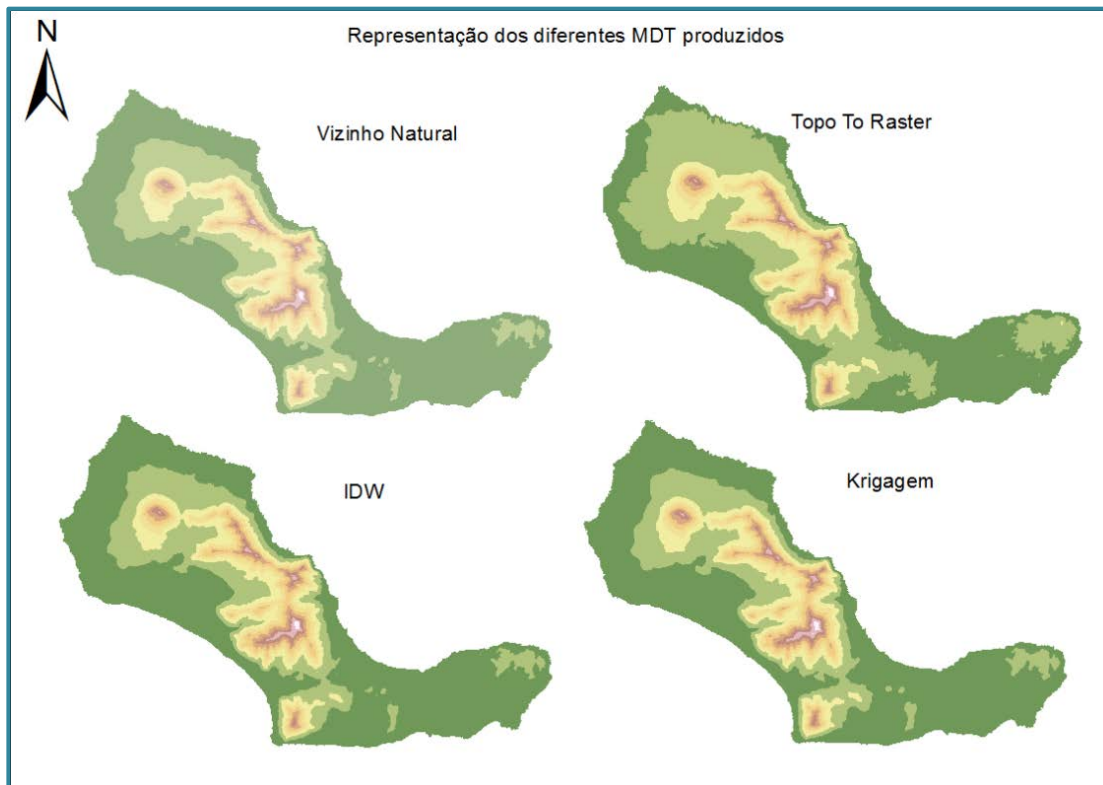 N
Representação dos diferentes MDT produzidos
Vizinho Natural
Topo To Raster
IDW
Krigagem